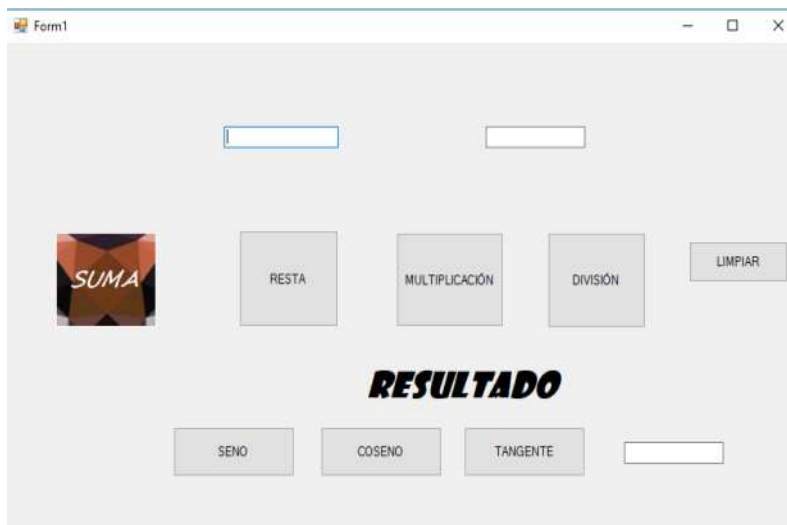 Form1
SUMA
RESTA
MULTIPLICACIÓN
DIVISIÓN
LIMPIAR
RESULTADO
SENO
COSENO
TANGENTE